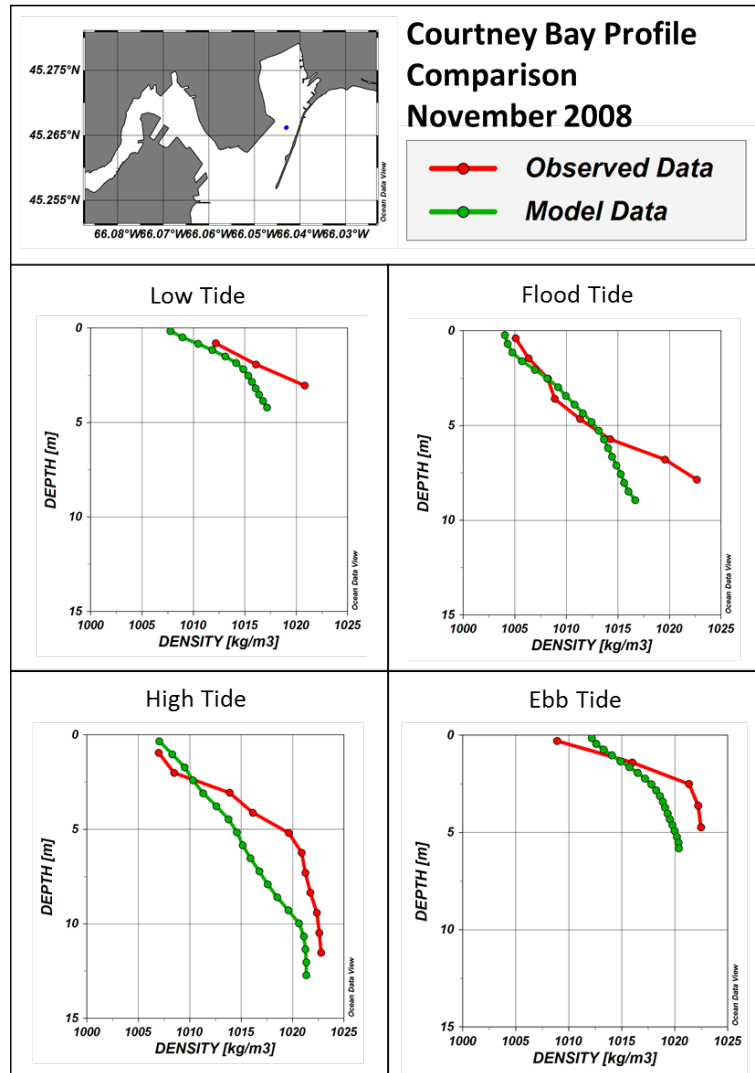 Courtney Bay Profile
Comparison
November 2008
45.275°N
45.265°N
45.255°N
66.08°W 66.07°W 66.06°W 66.05°W 66.04°W 66.03°W
Ocean Data View
Observed Data
Model Data
Low Tide
0
5
10
15
DEPTH [m]
1000 1005 1010 1015 1020 1025
DENSITY [kg/m3]
Ocean Data View
Flood Tide
0
5
10
15
DEPTH [m]
1000 1005 1010 1015 1020 1025
DENSITY [kg/m3]
Ocean Data View
High Tide
0
5
10
15
DEPTH [m]
1000 1005 1010 1015 1020 1025
DENSITY [kg/m3]
Ocean Data View
Ebb Tide
0
5
10
15
DEPTH [m]
1000 1005 1010 1015 1020 1025
DENSITY [kg/m3]
Ocean Data View